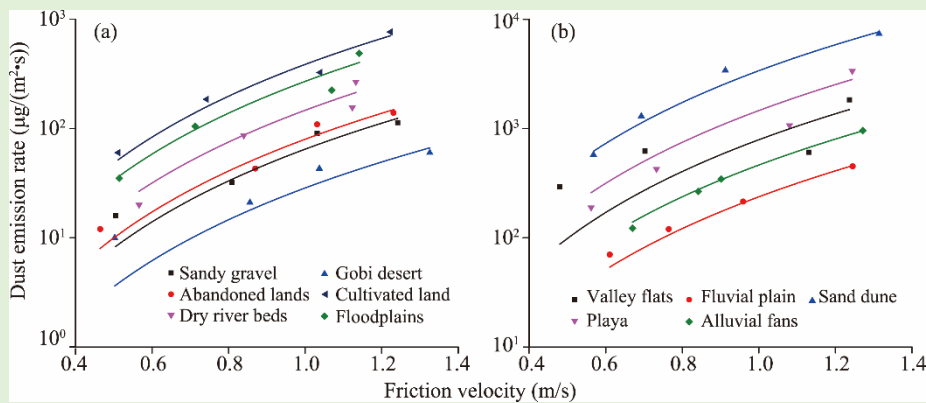 (a)
(b)
Dust emission rate (μg/(m²•s))
10³
10²
10¹
10⁰
10⁴
10³
10²
10¹
Sandy gravel
Gobi desert
Abandoned lands
Cultivated land
Dry river beds
Floodplains
Valley flats
Fluvial plain
Sand dune
Playa
Alluvial fans
0.4 0.6 0.8 1.0 1.2 1.4
0.4 0.6 0.8 1.0 1.2 1.4
Friction velocity (m/s)